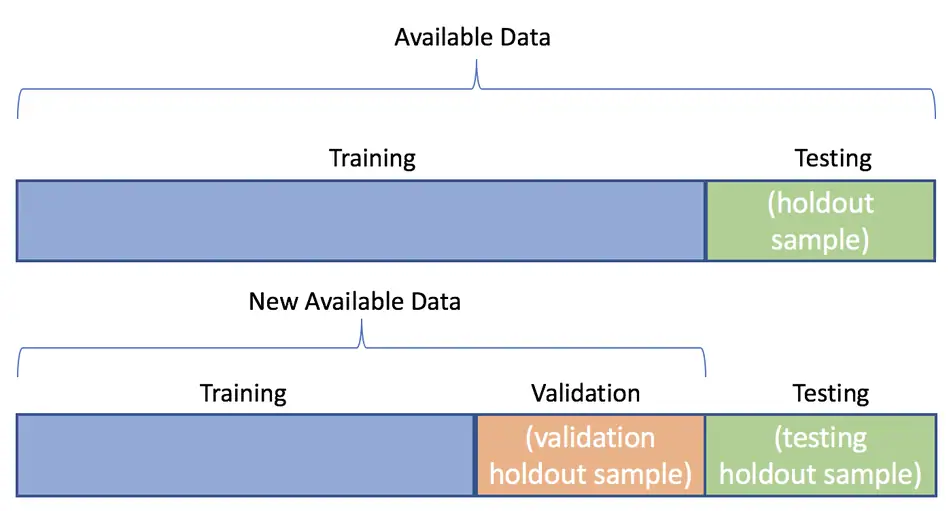 Available Data
Training
Testing
(holdout
sample)
New Available Data
Training
Validation
Testing
(validation
holdout sample)
(testing
holdout sample)